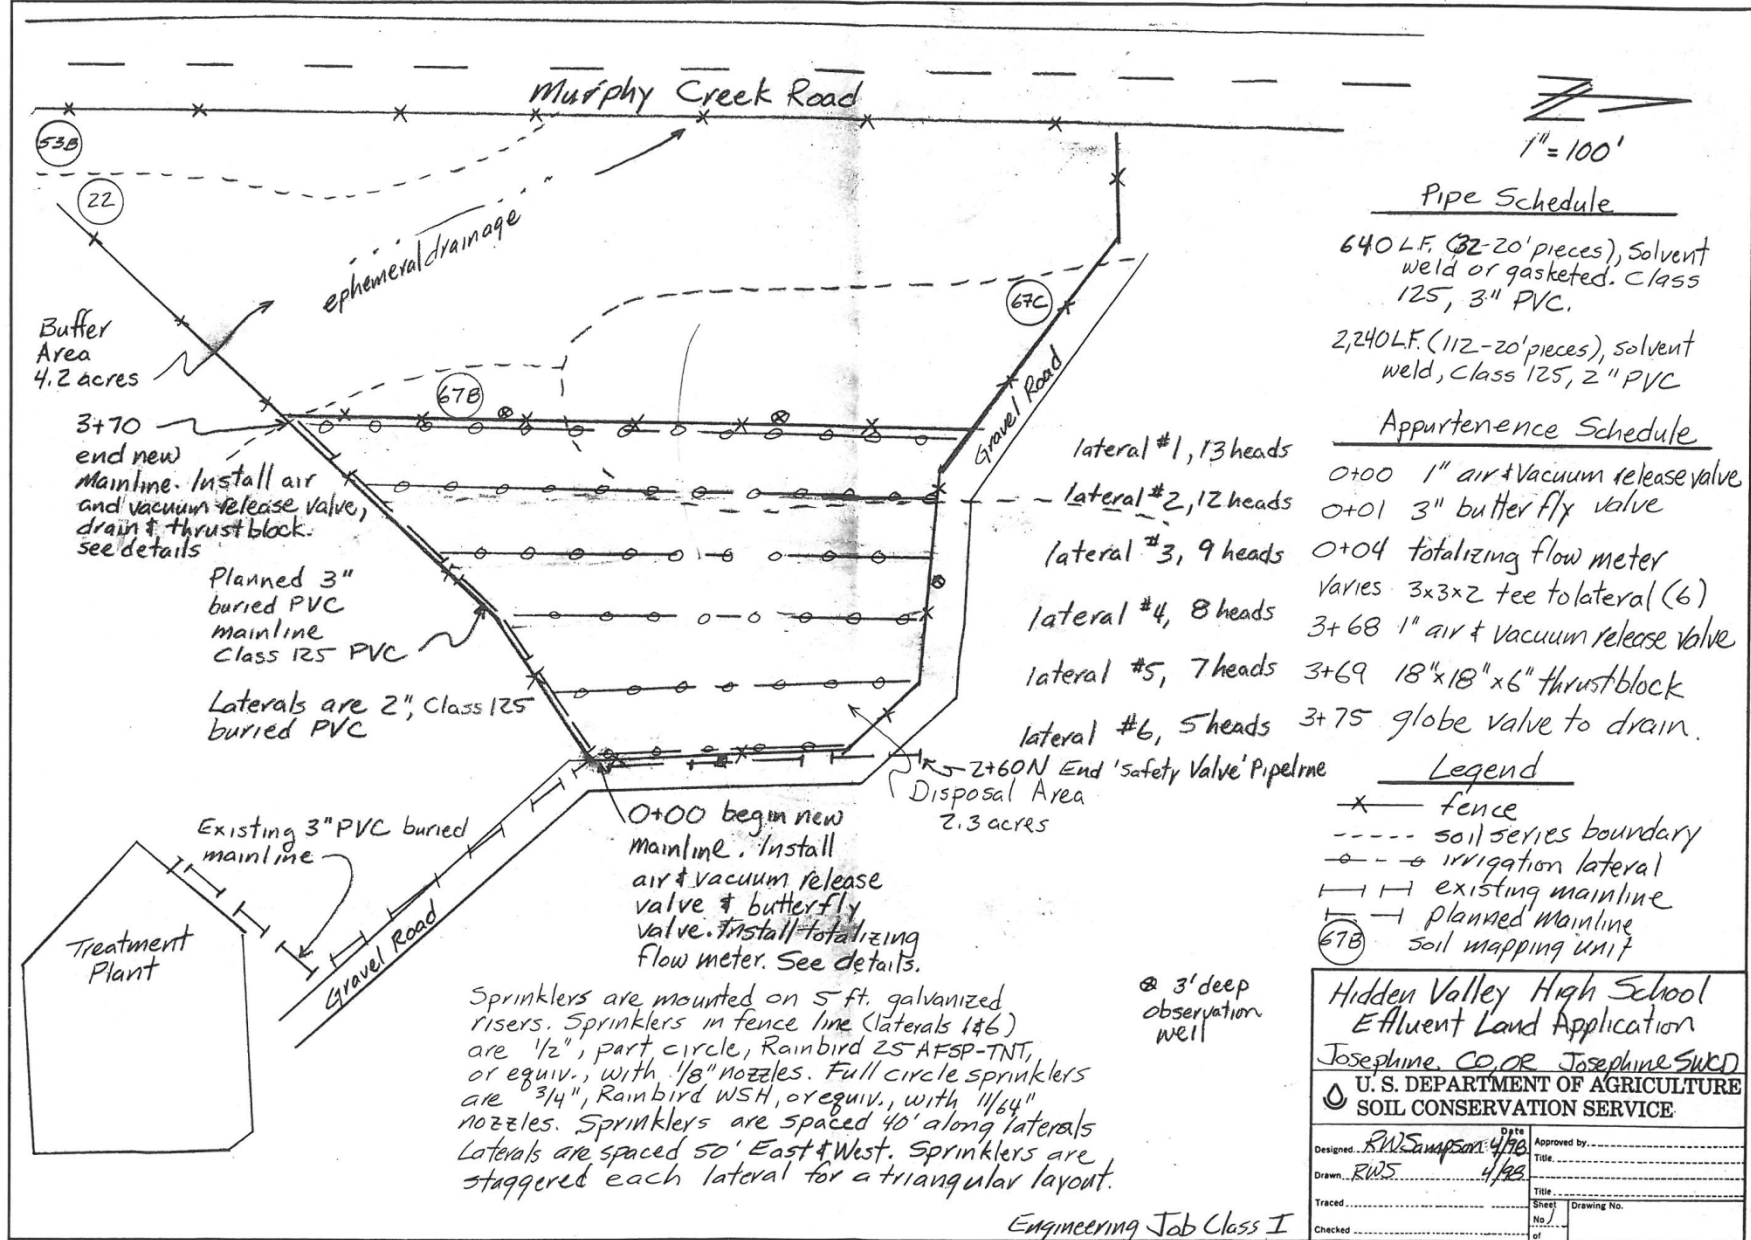 Murphy Creek Road
53B
22
ephemeral drainage
Buffer
Area
4.2 acres
67B
67C
Gravel Road
3+70
end new
Mainline. Install air
and vacuum release valve,
drain & thrust block.
see details
Planned 3"
buried PVC
mainline
Class 125 PVC
Laterals are 2", Class 125
buried PVC
lateral #1, 13 heads
lateral #2, 12 heads
lateral #3, 9 heads
lateral #4, 8 heads
lateral #5, 7 heads
lateral #6, 5 heads
2+60N End 'Safety Valve' Pipeline
Disposal Area
2.3 acres
0+00 begin new
mainline. Install
air & vacuum release
valve & butterfly
valve. Install totalizing
flow meter. See details.
Existing 3" PVC buried
mainline
Gravel Road
Treatment
Plant
Sprinklers are mounted on 5 ft. galvanized
risers. Sprinklers in fence line (laterals 1&6)
are 1/2", part circle, Rainbird 25 AFSP-TNT,
or equiv., with 1/8" nozzles. Full circle sprinklers
are 3/4", Rainbird WSH, or equiv., with 11/64"
nozzles. Sprinklers are spaced 40' along laterals
Laterals are spaced 50' East & West. Sprinklers are
staggered each lateral for a triangular layout.
3' deep
observation
well
Engineering Job Class I
1"=100'
Pipe Schedule
640 L.F. (32-20' pieces), Solvent
weld or gasketed. Class
125, 3" PVC.
2,240 L.F. (112-20' pieces), solvent
weld, Class 125, 2" PVC
Appurtenence Schedule
0+00 1" air & Vacuum release valve
0+01 3" butterfly valve
0+04 totalizing flow meter
varies 3x3x2 tee to lateral (6)
3+68 1" air & vacuum release valve
3+69 18"x18"x6" thrust block
3+75 globe valve to drain.
Legend
fence
soil series boundary
irrigation lateral
existing mainline
planned mainline
67B soil mapping unit
Hidden Valley High School
Effluent Land Application
Josephine, CO, OR Josephine SWCD
U. S. DEPARTMENT OF AGRICULTURE
SOIL CONSERVATION SERVICE
Date
Designed RWSampson 4/98
Drawn RWS 4/98
Traced
Checked
Approved by
Title
Title
Sheet
No 1
of
Drawing No.